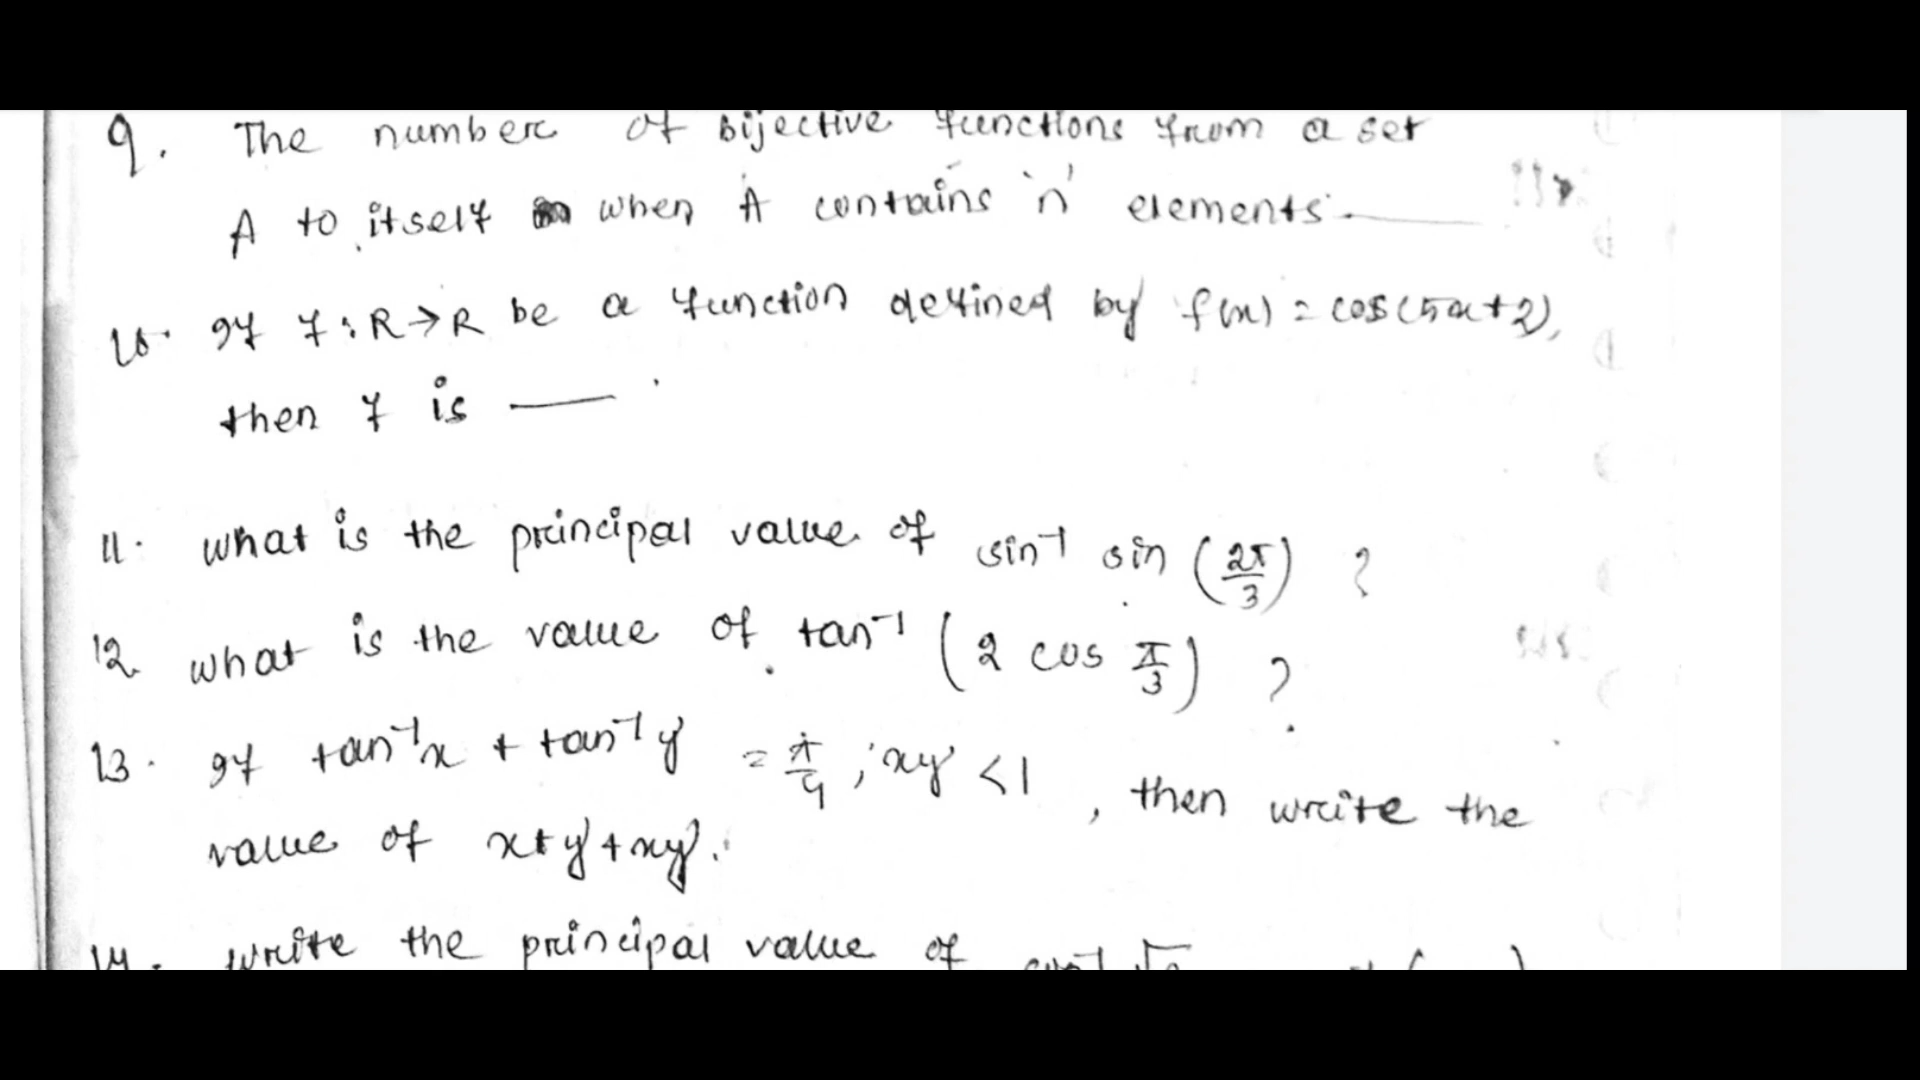 9. The number of bijective functions from a set
A to itself when A contains 'n' elements ____
10. If f : R → R be a function defined by f(x) = cos(5x+2),
then f is ____.
11. what is the principal value of sin⁻¹ sin (2π/3) ?
12. what is the value of tan⁻¹ (2 cos π/3) ?
13. If tan⁻¹x + tan⁻¹y = π/4 ; xy < 1, then write the
value of x+y+xy.
14. write the principal value of